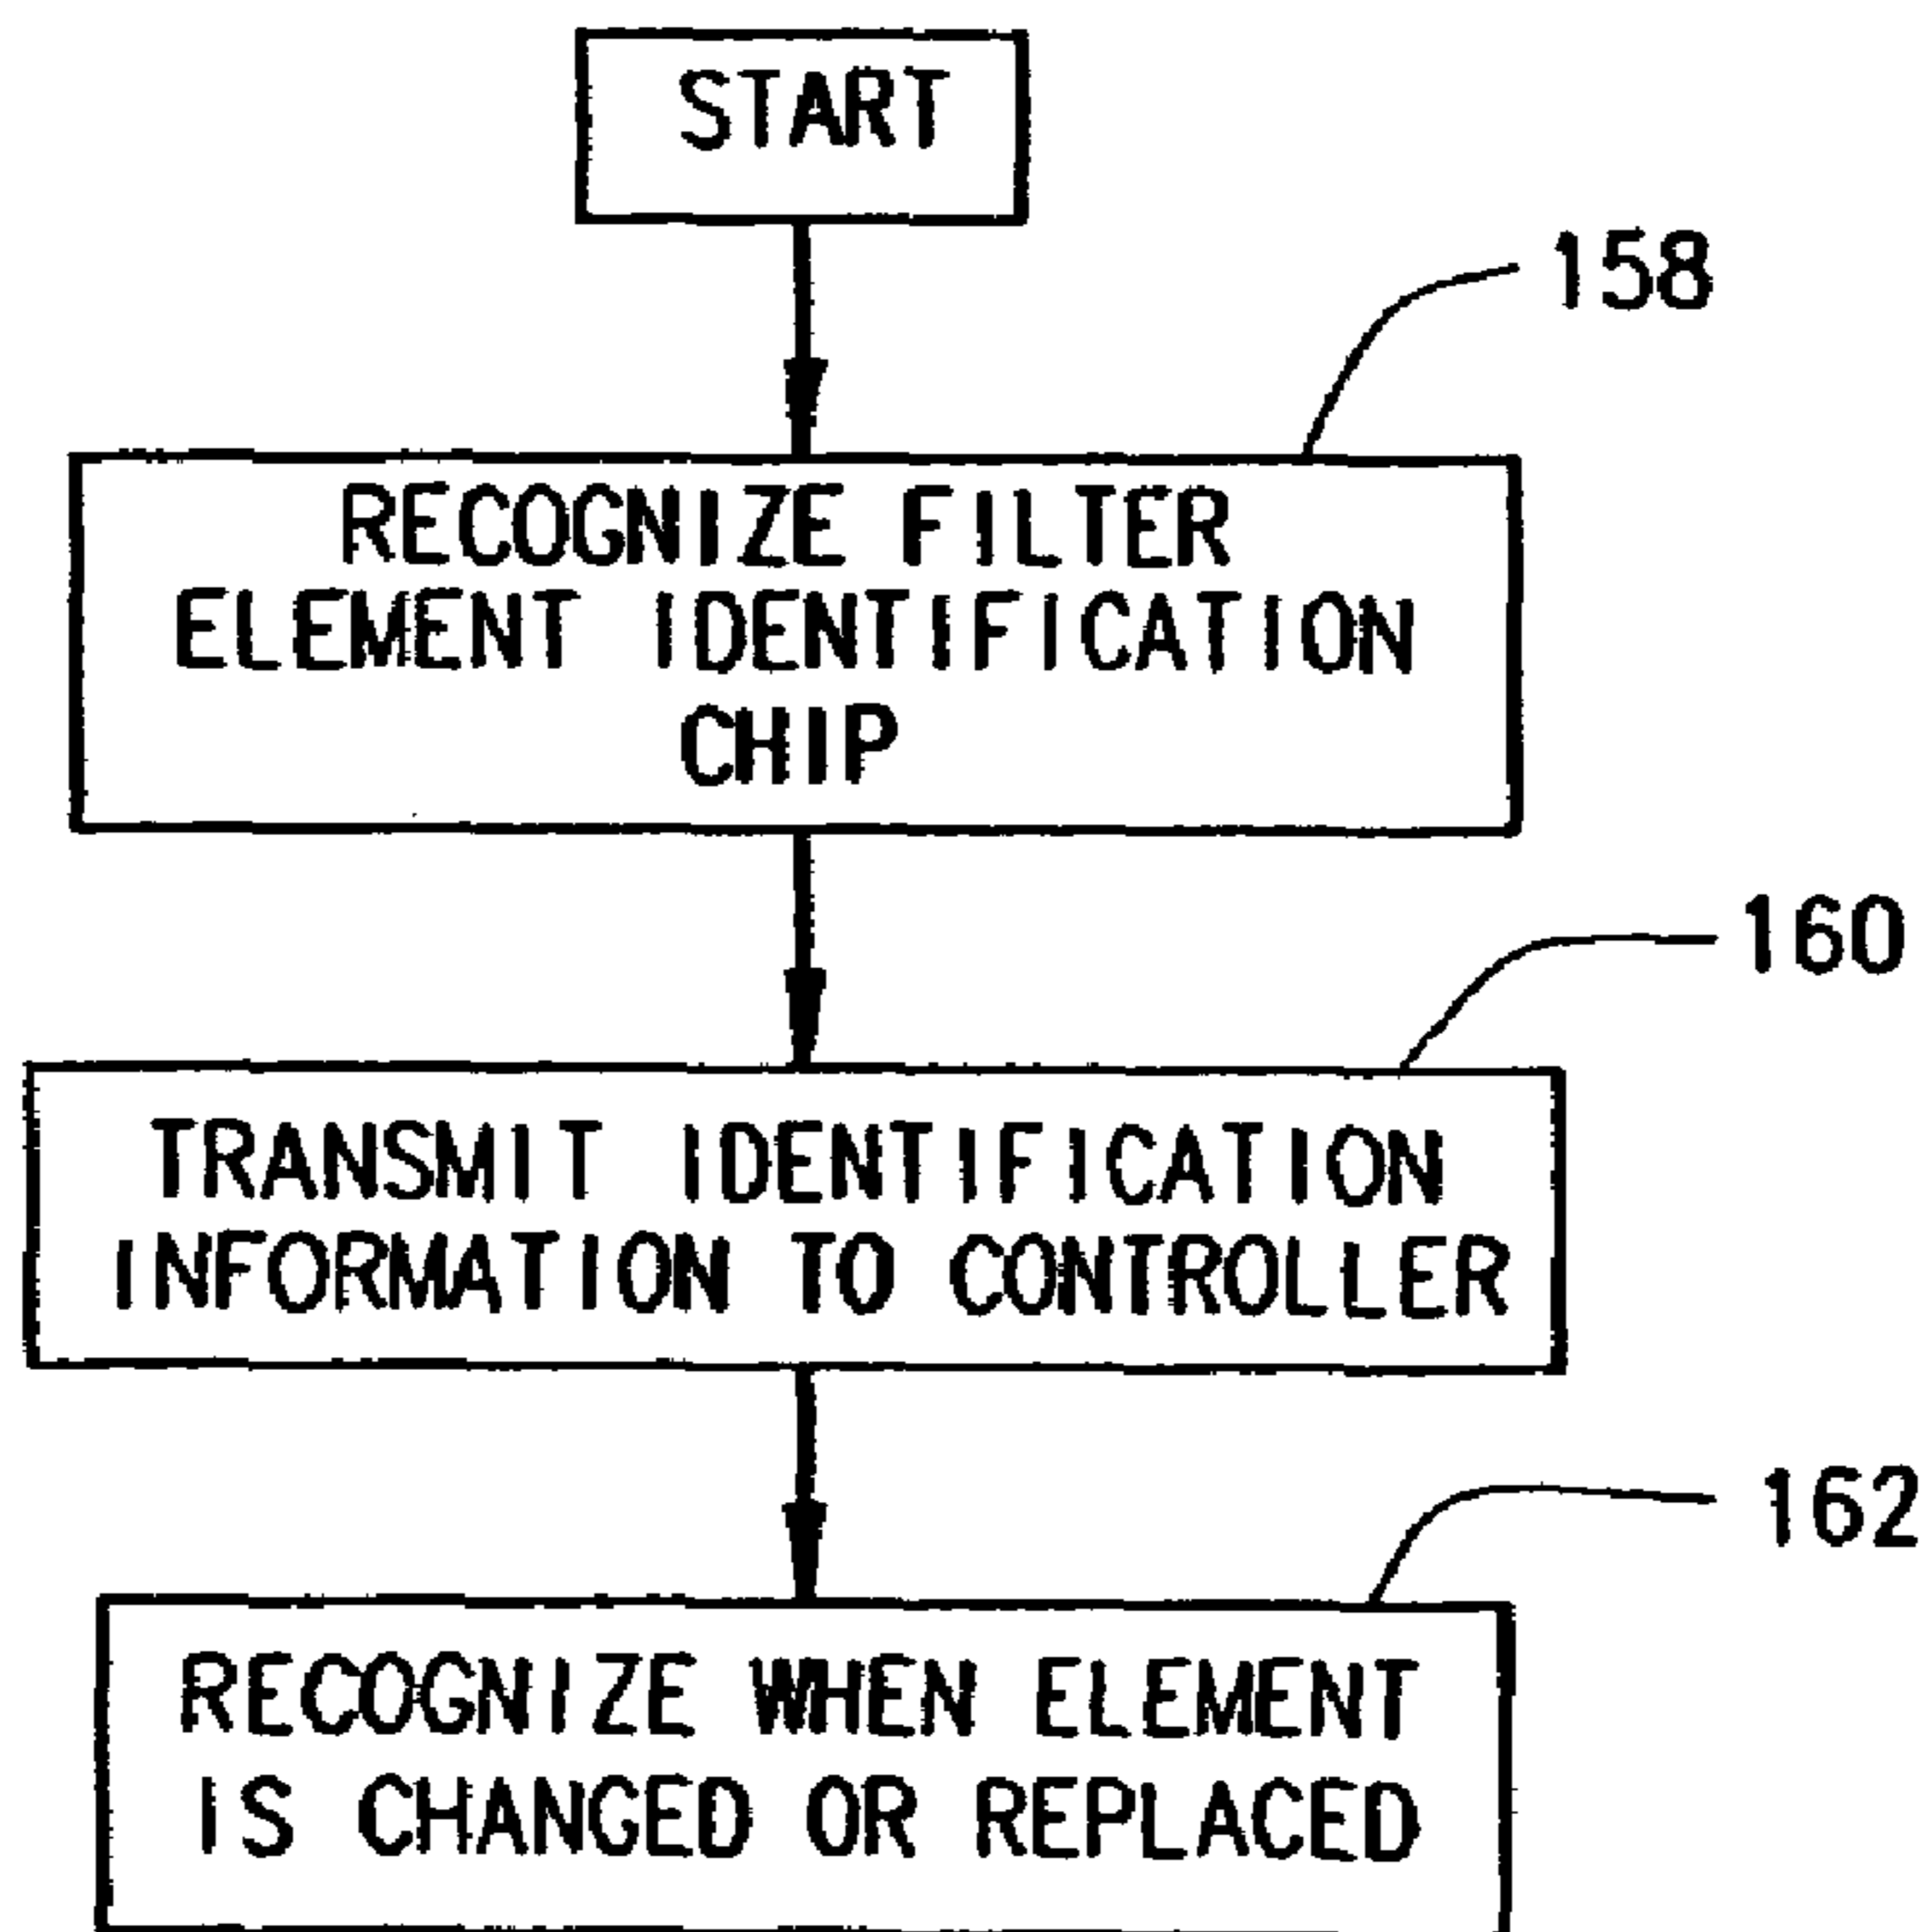 START
158
RECOGNIZE FILTER
ELEMENT IDENTIFICATION
CHIP
160
TRANSMIT IDENTIFICATION
INFORMATION TO CONTROLLER
162
RECOGNIZE WHEN ELEMENT
IS CHANGED OR REPLACED